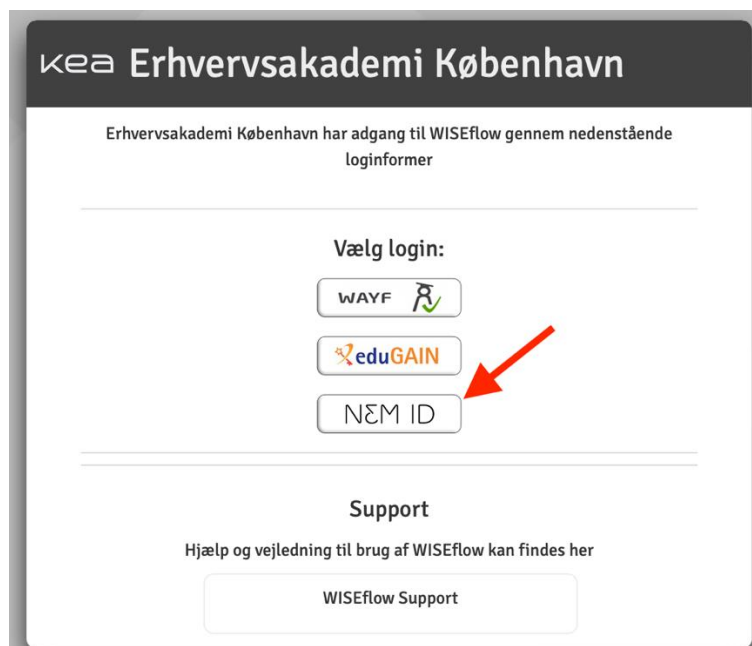 kea Erhvervsakademi København
Erhvervsakademi København har adgang til WISEflow gennem nedenstående
loginformer
Vælg login:
WAYF
eduGAIN
NEM ID
Support
Hjælp og vejledning til brug af WISEflow kan findes her
WISEflow Support